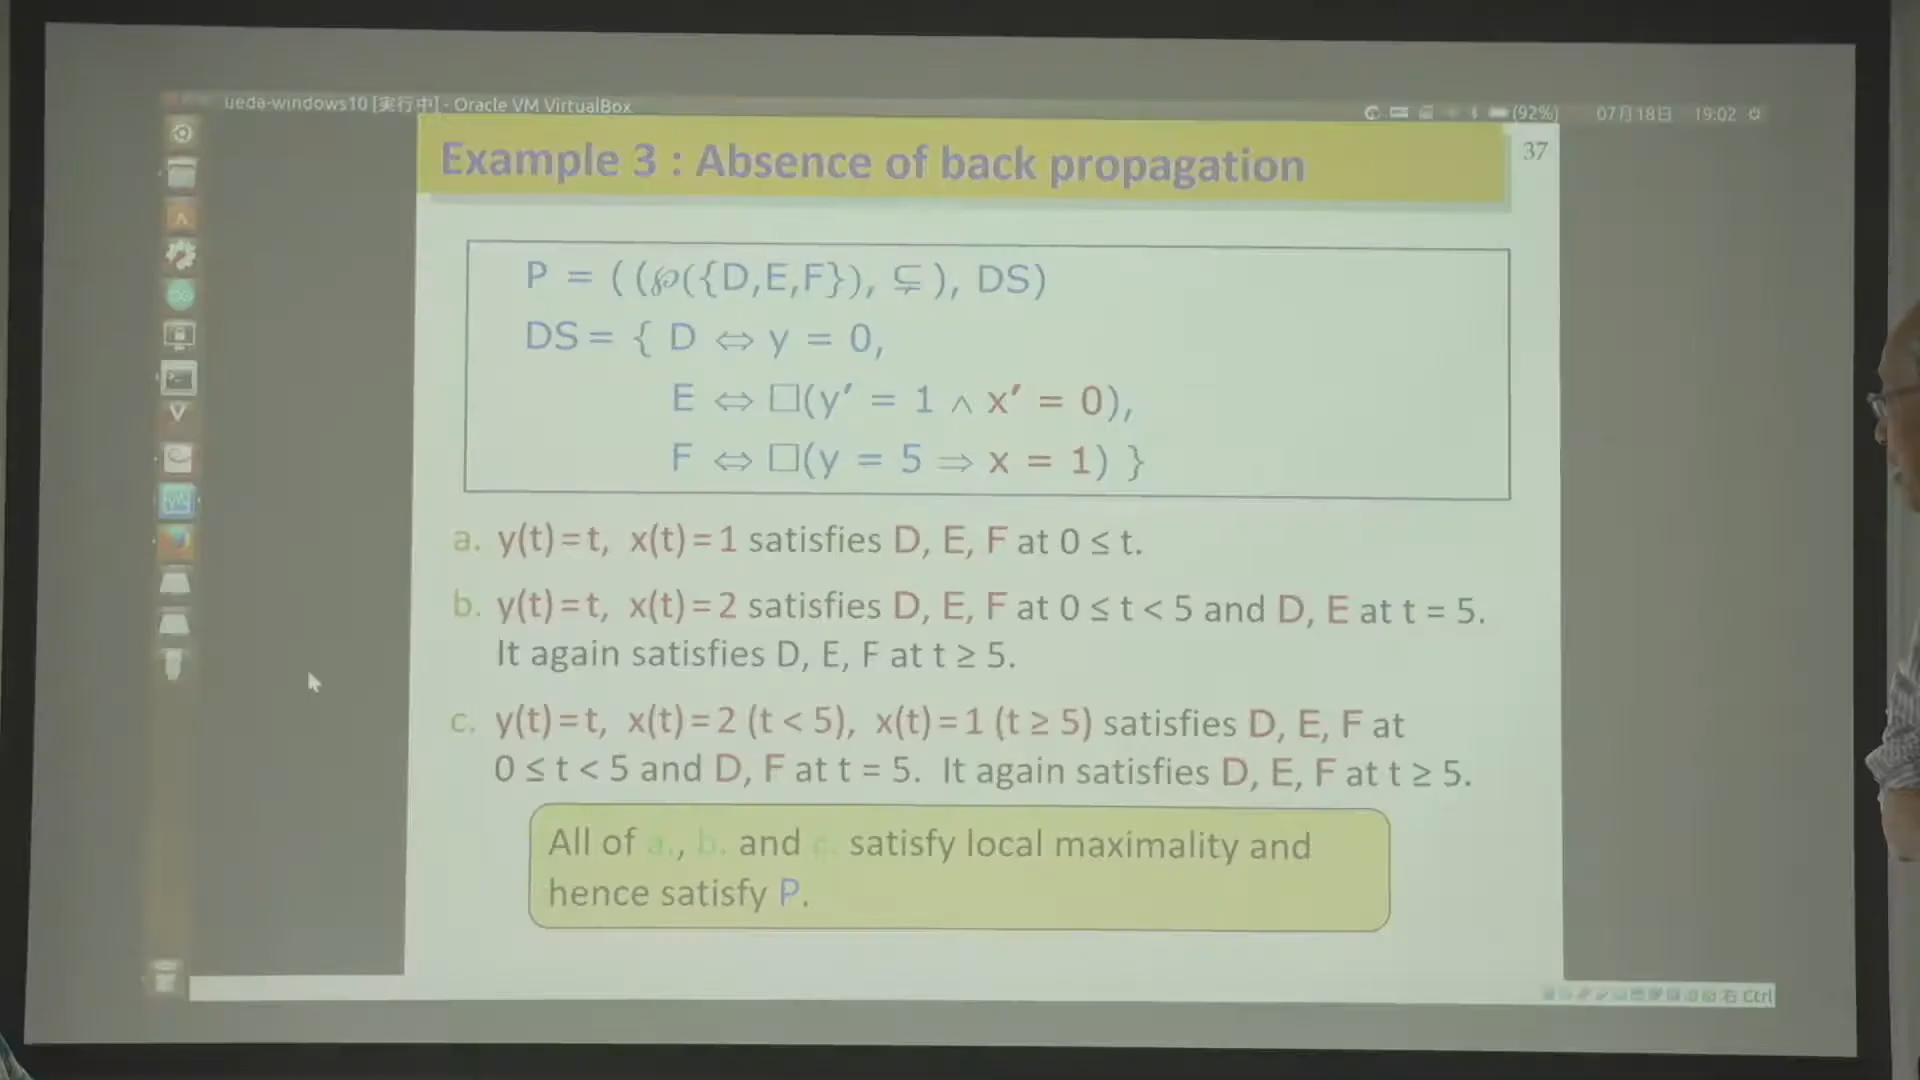 ueda-windows10 [実行中] - Oracle VM VirtualBox
(92%) 07月18日 19:02
Example 3 : Absence of back propagation
37
P = ((℘({D,E,F}), ⊊), DS)
DS = { D ⇔ y = 0,
E ⇔ □(y′ = 1 ∧ x′ = 0),
F ⇔ □(y = 5 ⇒ x = 1) }
a. y(t)=t, x(t)=1 satisfies D, E, F at 0 ≤ t.
b. y(t)=t, x(t)=2 satisfies D, E, F at 0 ≤ t < 5 and D, E at t = 5.
It again satisfies D, E, F at t ≥ 5.
c. y(t)=t, x(t)=2 (t < 5), x(t)=1 (t ≥ 5) satisfies D, E, F at
0 ≤ t < 5 and D, F at t = 5. It again satisfies D, E, F at t ≥ 5.
All of a., b. and c. satisfy local maximality and
hence satisfy P.
右 Ctrl